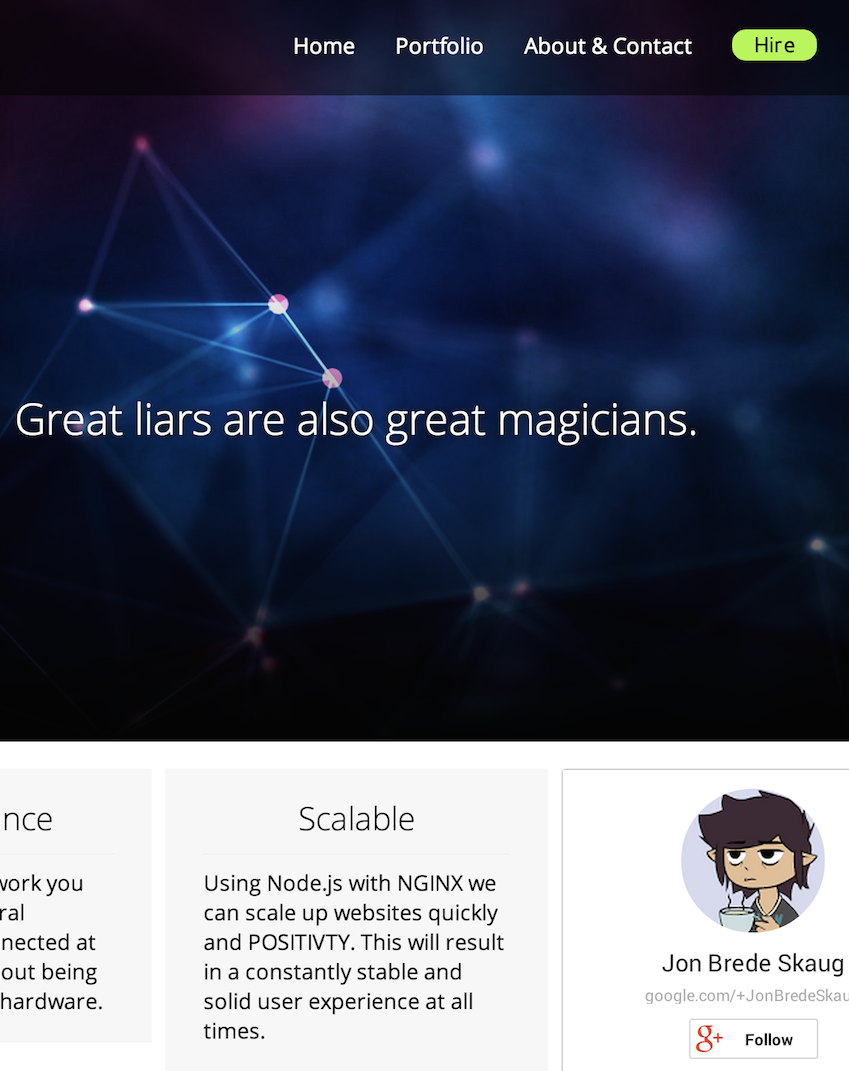 Home Portfolio About & Contact Hire
Great liars are also great magicians.
nce
work you
ral
nnected at
out being
hardware.
Scalable
Using Node.js with NGINX we
can scale up websites quickly
and POSITIVTY. This will result
in a constantly stable and
solid user experience at all
times.
Jon Brede Skaug
google.com/+JonBredeSkau
g+ Follow